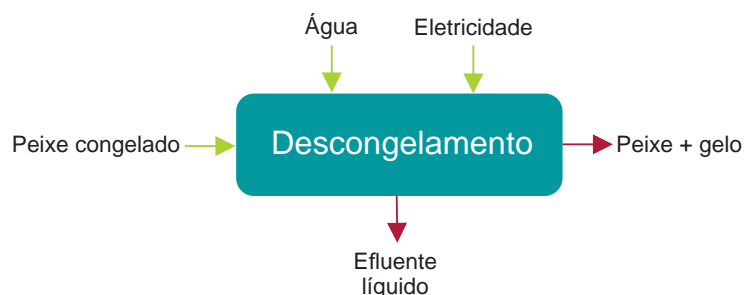 Água
Eletricidade
Peixe congelado
Descongelamento
Peixe + gelo
Efluente
líquido